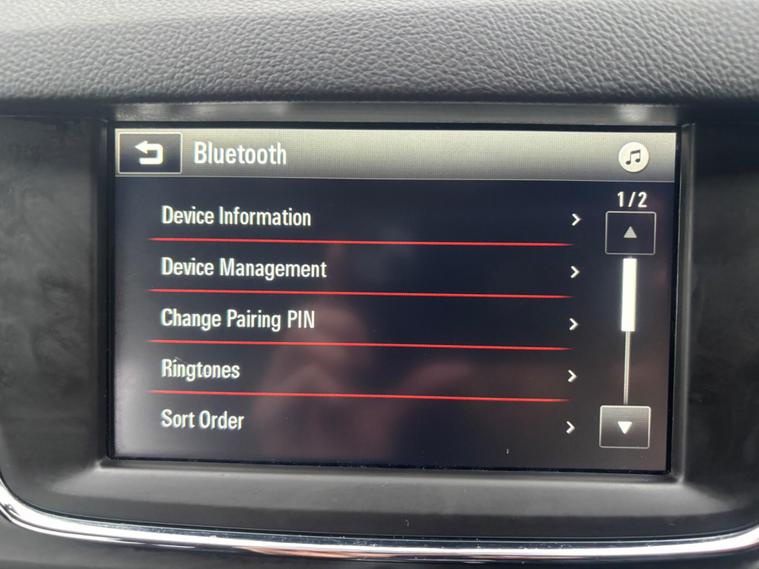 Bluetooth
1/2
Device Information
Device Management
Change Pairing PIN
Ringtones
Sort Order